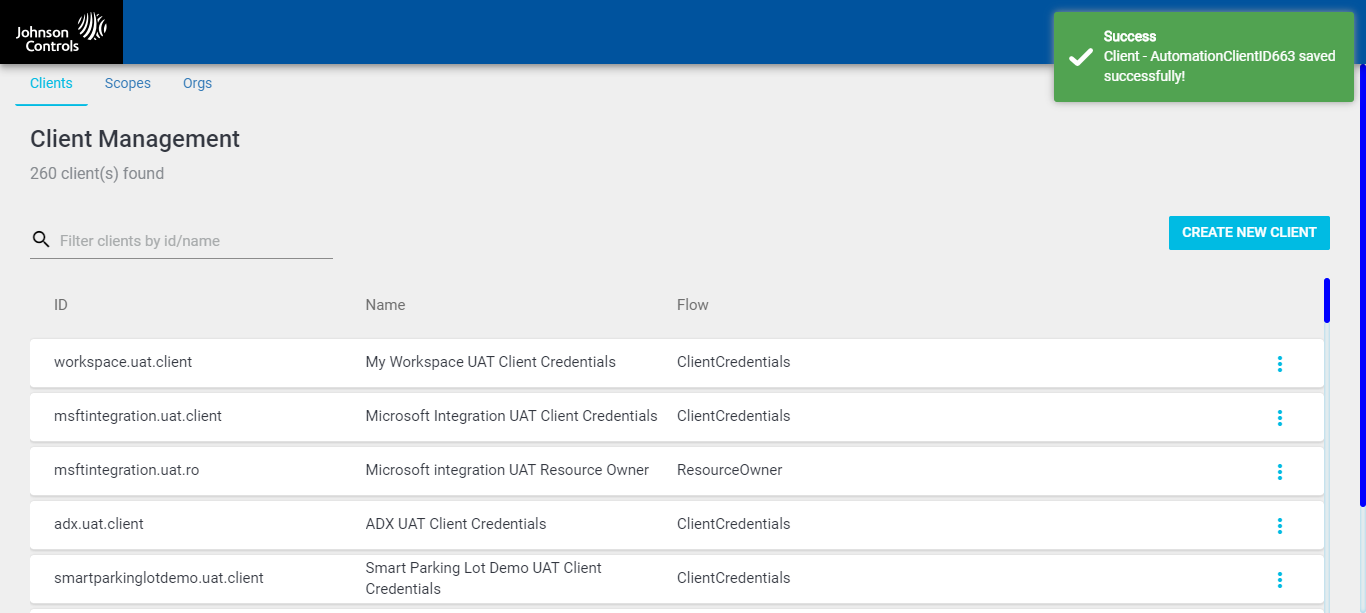 Johnson
Controls
Success
Client - AutomationClientID663 saved
successfully!
Clients Scopes Orgs
Client Management
260 client(s) found
Filter clients by id/name
CREATE NEW CLIENT
ID Name Flow
workspace.uat.client My Workspace UAT Client Credentials ClientCredentials
msftintegration.uat.client Microsoft Integration UAT Client Credentials ClientCredentials
msftintegration.uat.ro Microsoft integration UAT Resource Owner ResourceOwner
adx.uat.client ADX UAT Client Credentials ClientCredentials
smartparkinglotdemo.uat.client Smart Parking Lot Demo UAT Client Credentials ClientCredentials